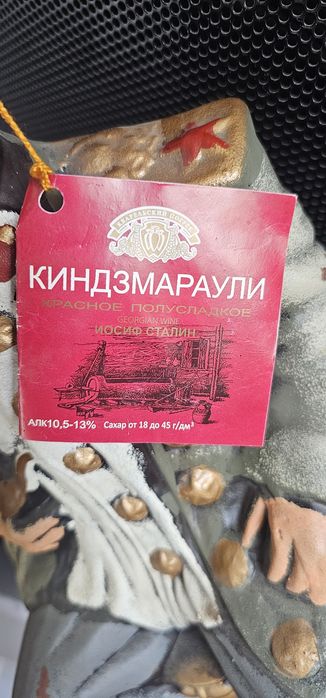 КИНДЗМАРАУЛИ
КРАСНОЕ ПОЛУСЛАДКОЕ
GEORGIAN WINE
ИОСИФ СТАЛИН
АЛК10,5-13% Сахар от 18 до 45 г/дм³